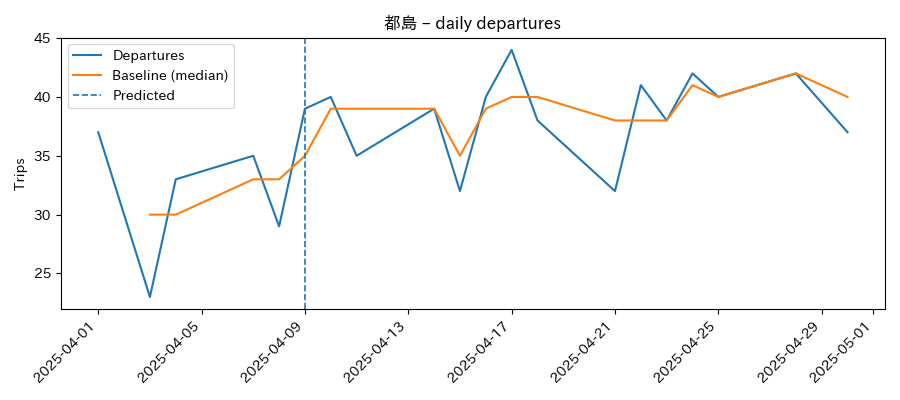 都島 – daily departures
45
40
35
30
25
Trips
Departures
Baseline (median)
Predicted
2025-04-01
2025-04-05
2025-04-09
2025-04-13
2025-04-17
2025-04-21
2025-04-25
2025-04-29
2025-05-01